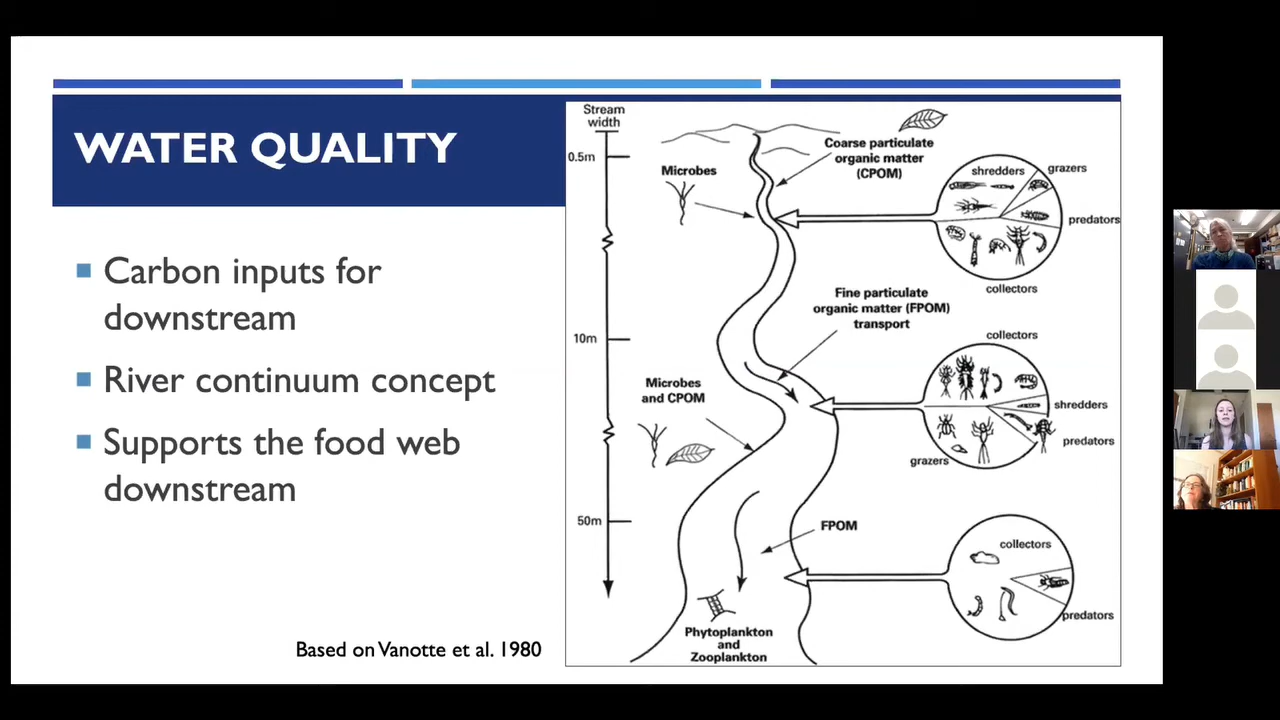 WATER QUALITY
Carbon inputs for
downstream
River continuum concept
Supports the food web
downstream
Based on Vanotte et al. 1980
Stream
width
0.5m
10m
50m
Microbes
Coarse particulate
organic matter
(CPOM)
shredders
grazers
predators
collectors
Fine particulate
organic matter (FPOM)
transport
Microbes
and CPOM
collectors
shredders
predators
grazers
FPOM
collectors
predators
Phytoplankton
and
Zooplankton